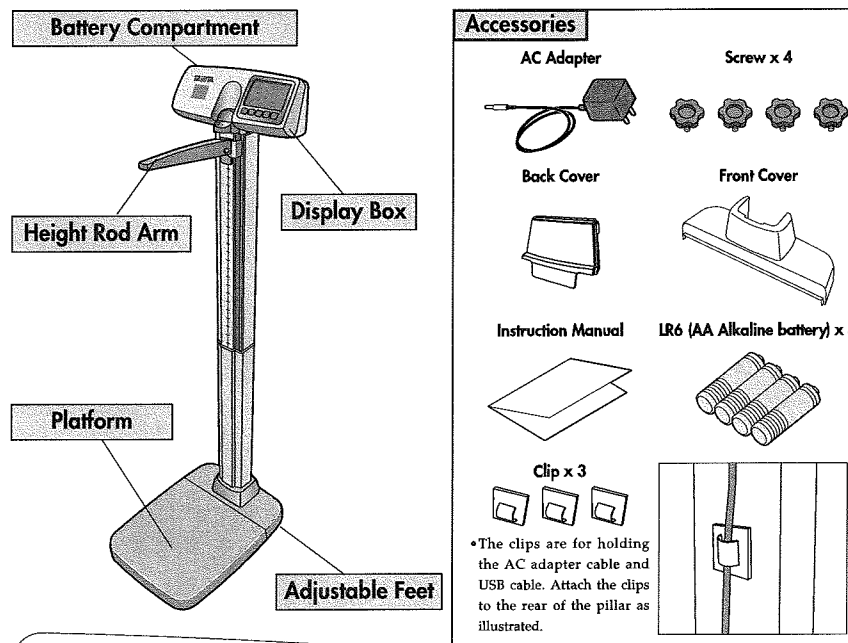 Battery Compartment
Height Rod Arm
Display Box
Platform
Adjustable Feet
Accessories
AC Adapter
Screw x 4
Back Cover
Front Cover
Instruction Manual
LR6 (AA Alkaline battery) x
Clip x 3
•The clips are for holding
the AC adapter cable and
USB cable. Attach the clips
to the rear of the pillar as
illustrated.